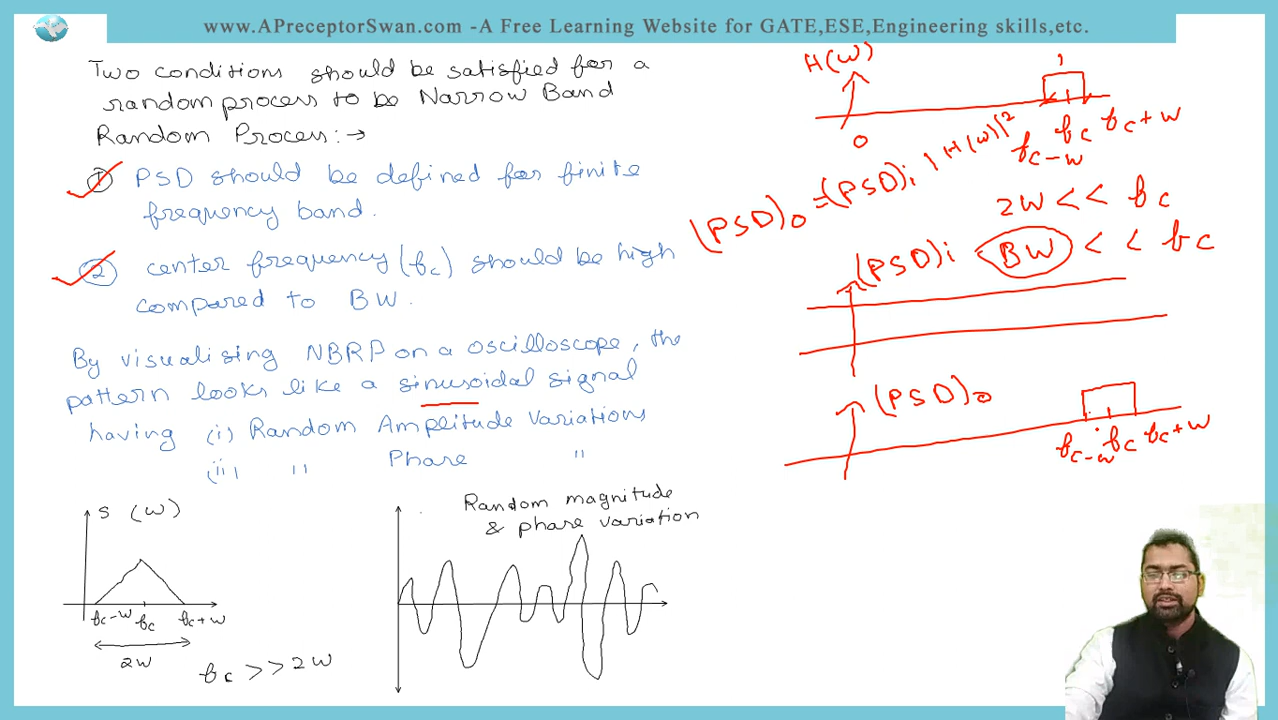 www.APreceptorSwan.com -A Free Learning Website for GATE,ESE,Engineering skills,etc.
Two conditions should be satisfied for a
random process to be Narrow Band
Random Process:→
① PSD should be defined for finite
frequency band.
② center frequency (fc) should be high
compared to BW.
By visualising NBRP on a oscilloscope, the
pattern looks like a sinusoidal signal
having (i) Random Amplitude Variations
(ii) " Phase "
S (w)
fc-w fc fc+w
2w
fc >> 2w
Random magnitude
& phase variation
H(w)
1
0
fc-w fc fc+w
(PSD)o = (PSD)i |H(w)|²
2w << fc
(PSD)i
BW << fc
(PSD)o
fc-w fc fc+w